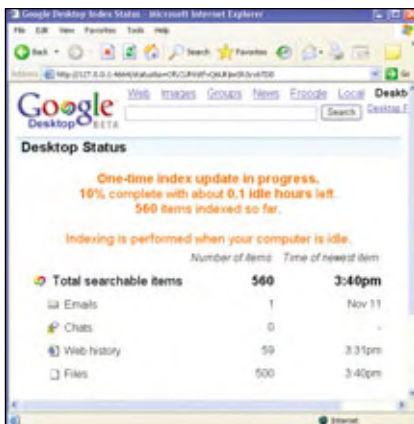 Google Desktop Index Status - Microsoft Internet Explorer
File Edit View Favorites Tools Help
Back Search Favorites
Address Go
Web Images Groups News Froogle Local Deskto
Google
Desktop BETA
Search Desktop P
Desktop Status
One-time index update in progress.
10% complete with about 0.1 idle hours left.
560 items indexed so far.
Indexing is performed when your computer is idle.
Number of items Time of newest item
Total searchable items 560 3:40pm
Emails 1 Nov 11
Chats 0 -
Web history 59 3:31pm
Files 500 3:40pm
Internet